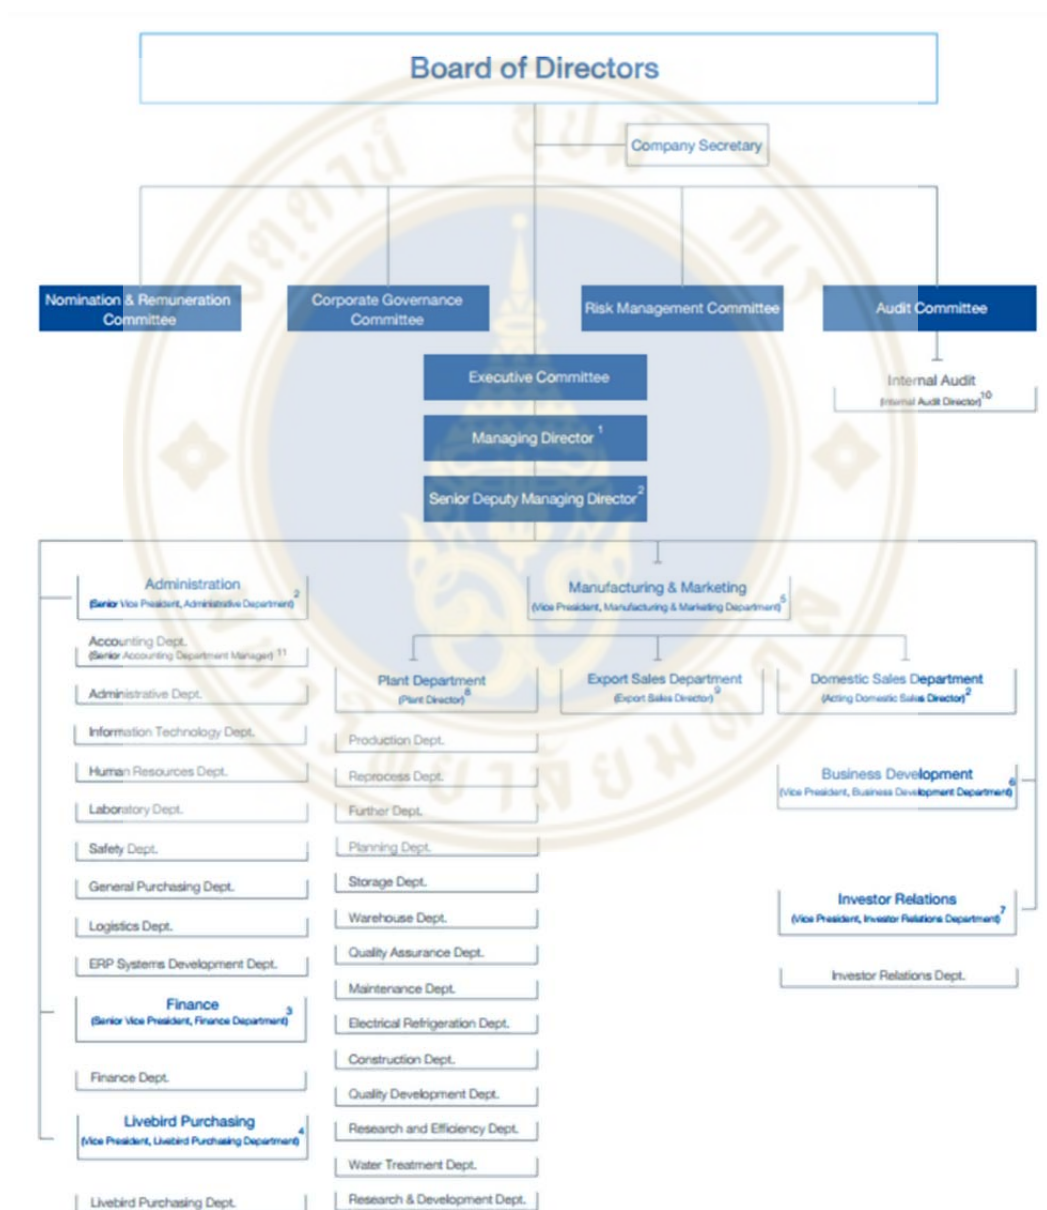 Board of Directors
Company Secretary
Nomination & Remuneration
Committee
Corporate Governance
Committee
Risk Management Committee
Audit Committee
Executive Committee
Internal Audit
(Internal Audit Director)10
Managing Director 1
Senior Deputy Managing Director2
Administration
(Senior Vice President, Administrative Department)2
Accounting Dept.
(Senior Accounting Department Manager) 11
Administrative Dept.
Information Technology Dept.
Human Resources Dept.
Laboratory Dept.
Safety Dept.
General Purchasing Dept.
Logistics Dept.
ERP Systems Development Dept.
Finance
(Senior Vice President, Finance Department)3
Finance Dept.
Livebird Purchasing
(Vice President, Livebird Purchasing Department)4
Livebird Purchasing Dept.
Manufacturing & Marketing
(Vice President, Manufacturing & Marketing Department)5
Plant Department
(Plant Director)8
Production Dept.
Reprocess Dept.
Further Dept.
Planning Dept.
Storage Dept.
Warehouse Dept.
Quality Assurance Dept.
Maintenance Dept.
Electrical Refrigeration Dept.
Construction Dept.
Quality Development Dept.
Research and Efficiency Dept.
Water Treatment Dept.
Research & Development Dept.
Export Sales Department
(Export Sales Director)9
Domestic Sales Department
(Acting Domestic Sales Director)2
Business Development
(Vice President, Business Development Department)6
Investor Relations
(Vice President, Investor Relations Department)7
Investor Relations Dept.